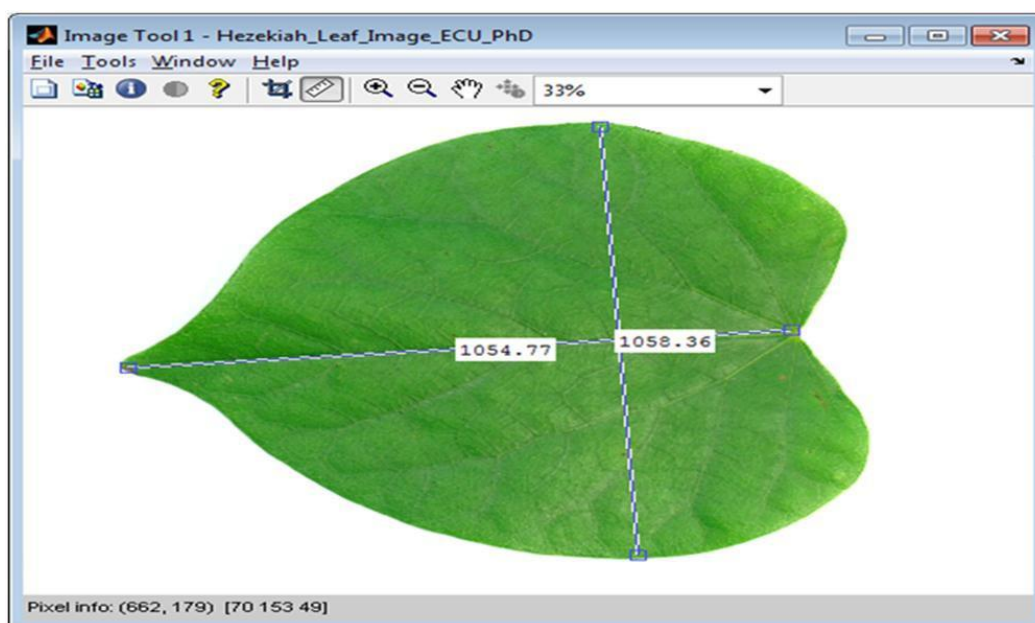 Image Tool 1 - Hezekiah_Leaf_Image_ECU_PhD
File Tools Window Help
33%
1054.77
1058.36
Pixel info: (662, 179) [70 153 49]